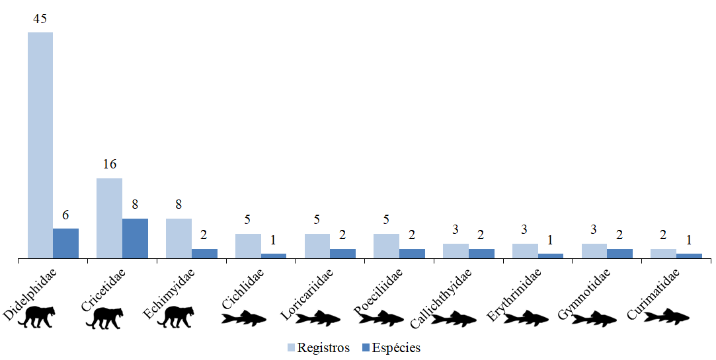 45
6
16
8
8
2
5
1
5
2
5
2
3
2
3
1
3
2
2
1
Didelphidae
Cricetidae
Echimyidae
Cichlidae
Loricariidae
Poeciliidae
Callichthyidae
Erythrinidae
Gymnotidae
Curimatidae
Registros Espécies